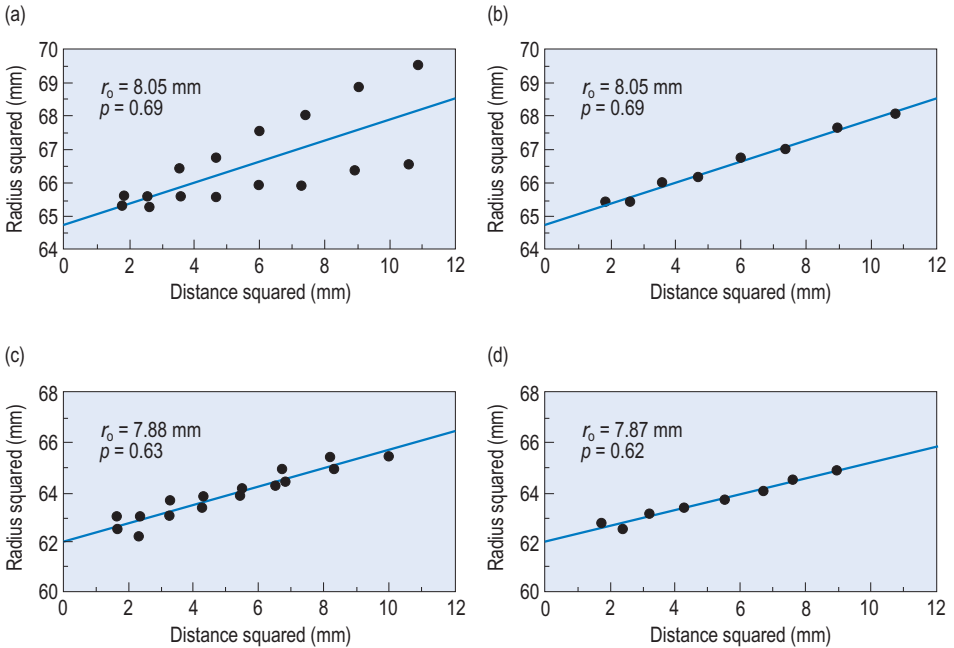 (a)
Radius squared (mm)
70
69
68
67
66
65
64
r₀ = 8.05 mm
p = 0.69
0 2 4 6 8 10 12
Distance squared (mm)
(b)
Radius squared (mm)
70
69
68
67
66
65
64
r₀ = 8.05 mm
p = 0.69
0 2 4 6 8 10 12
Distance squared (mm)
(c)
Radius squared (mm)
68
66
64
62
60
r₀ = 7.88 mm
p = 0.63
0 2 4 6 8 10 12
Distance squared (mm)
(d)
Radius squared (mm)
68
66
64
62
60
r₀ = 7.87 mm
p = 0.62
0 2 4 6 8 10 12
Distance squared (mm)